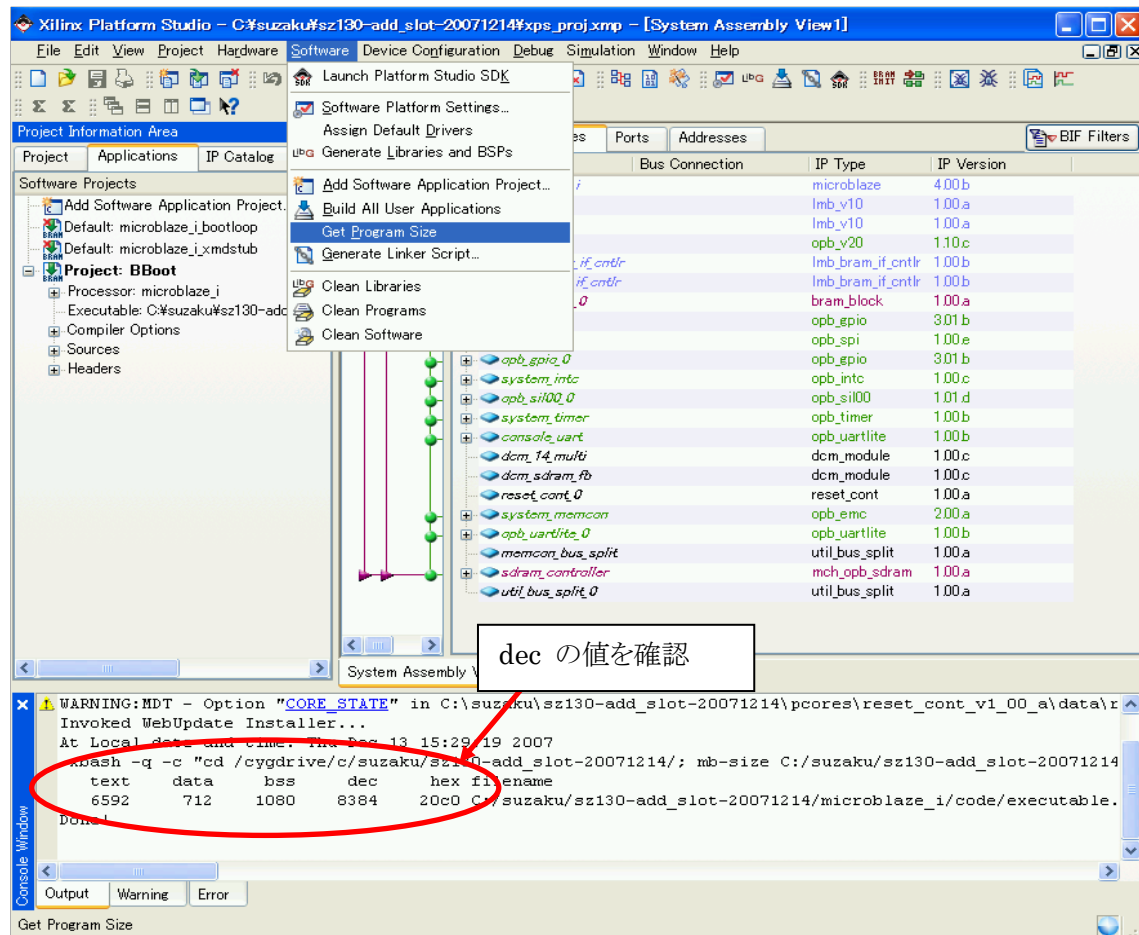 Xilinx Platform Studio - C:¥suzaku¥sz130-add_slot-20071214¥xps_proj.xmp - [System Assembly View1]
File Edit View Project Hardware Software Device Configuration Debug Simulation Window Help
Launch Platform Studio SDK
Software Platform Settings...
Assign Default Drivers
Generate Libraries and BSPs
Add Software Application Project...
Build All User Applications
Get Program Size
Generate Linker Script...
Clean Libraries
Clean Programs
Clean Software
Project Information Area
Project Applications IP Catalog
Software Projects
Add Software Application Project.
Default: microblaze_i_bootloop
Default: microblaze_i_xmdstub
Project: BBoot
Processor: microblaze_i
Executable: C:¥suzaku¥sz130-add
Compiler Options
Sources
Headers
es Ports Addresses BIF Filters
Bus Connection IP Type IP Version
i microblaze 4.00.b
lmb_v10 1.00.a
lmb_v10 1.00.a
opb_v20 1.10.c
if_cntlr lmb_bram_if_cntlr 1.00.b
if_cntlr lmb_bram_if_cntlr 1.00.b
0 bram_block 1.00.a
opb_gpio 3.01.b
opb_spi 1.00.e
opb_gpio_0 opb_gpio 3.01.b
system_intc opb_intc 1.00.c
opb_sil00_0 opb_sil00 1.01.d
system_timer opb_timer 1.00.b
console_uart opb_uartlite 1.00.b
dcm_14_multi dcm_module 1.00.c
dcm_sdram_fb dcm_module 1.00.c
reset_cont_0 reset_cont 1.00.a
system_memcon opb_emc 2.00.a
opb_uartlite_0 opb_uartlite 1.00.b
memcon_bus_split util_bus_split 1.00.a
sdram_controller mch_opb_sdram 1.00.a
util_bus_split_0 util_bus_split 1.00.a
dec の値を確認
System Assembly V
WARNING:MDT - Option "CORE_STATE" in C:\suzaku\sz130-add_slot-20071214\pcores\reset_cont_v1_00_a\data\r
Invoked WebUpdate Installer...
At Local date and time: Thu Dec 13 15:29:19 2007
xbash -q -c "cd /cygdrive/c/suzaku/sz130-add_slot-20071214/; mb-size C:/suzaku/sz130-add_slot-20071214
text data bss dec hex filename
6592 712 1080 8384 20c0 C:/suzaku/sz130-add_slot-20071214/microblaze_i/code/executable.
Done!
Console Window
Output Warning Error
Get Program Size